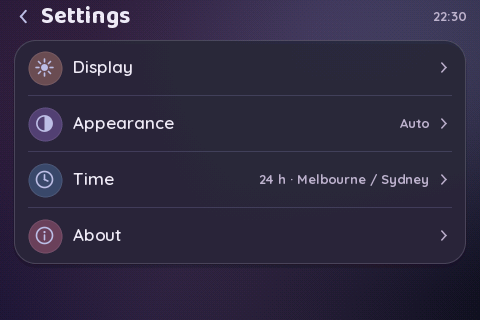 Settings
22:30
Display
Appearance
Auto
Time
24 h · Melbourne / Sydney
About